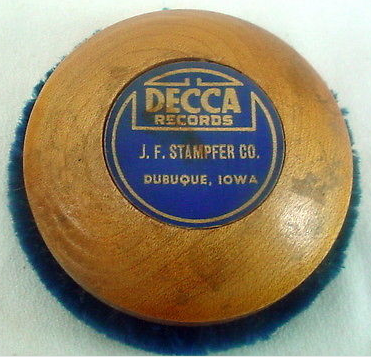 DECCA
RECORDS
J. F. STAMPFER CO.
DUBUQUE, IOWA